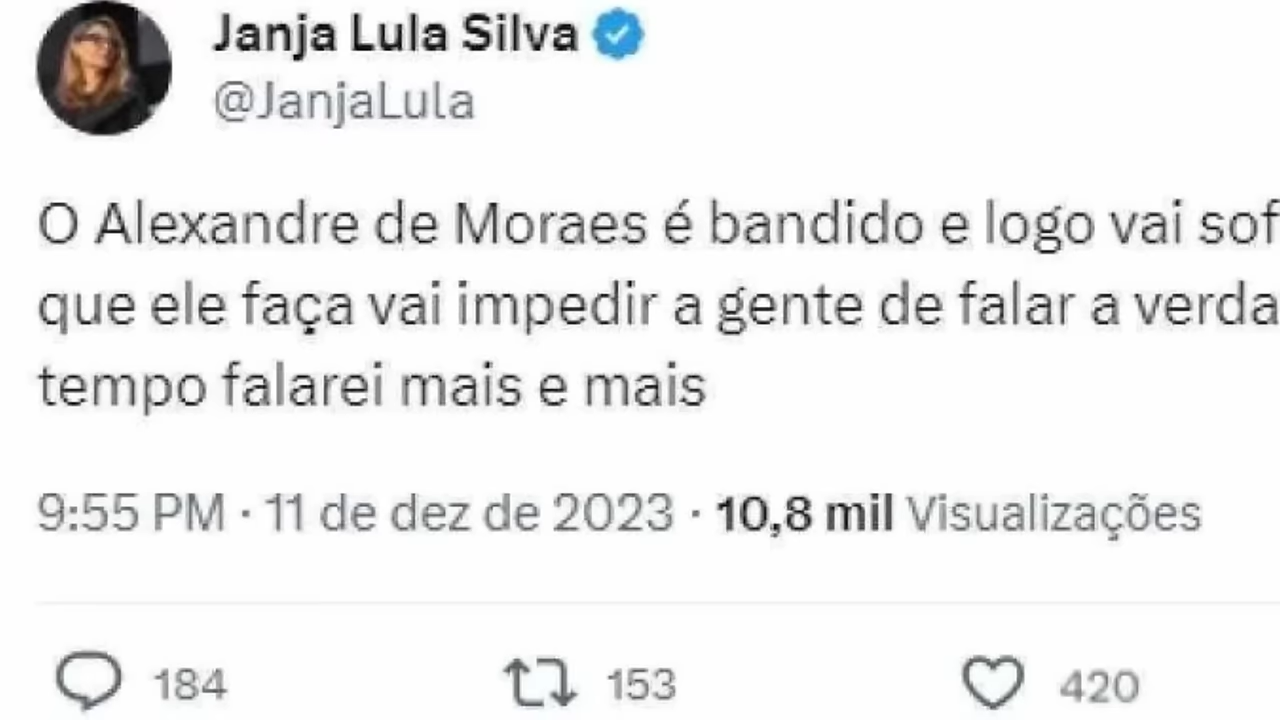 Janja Lula Silva
@JanjaLula
O Alexandre de Moraes é bandido e logo vai sof
que ele faça vai impedir a gente de falar a verda
tempo falarei mais e mais
9:55 PM · 11 de dez de 2023 · 10,8 mil Visualizações
184 153 420